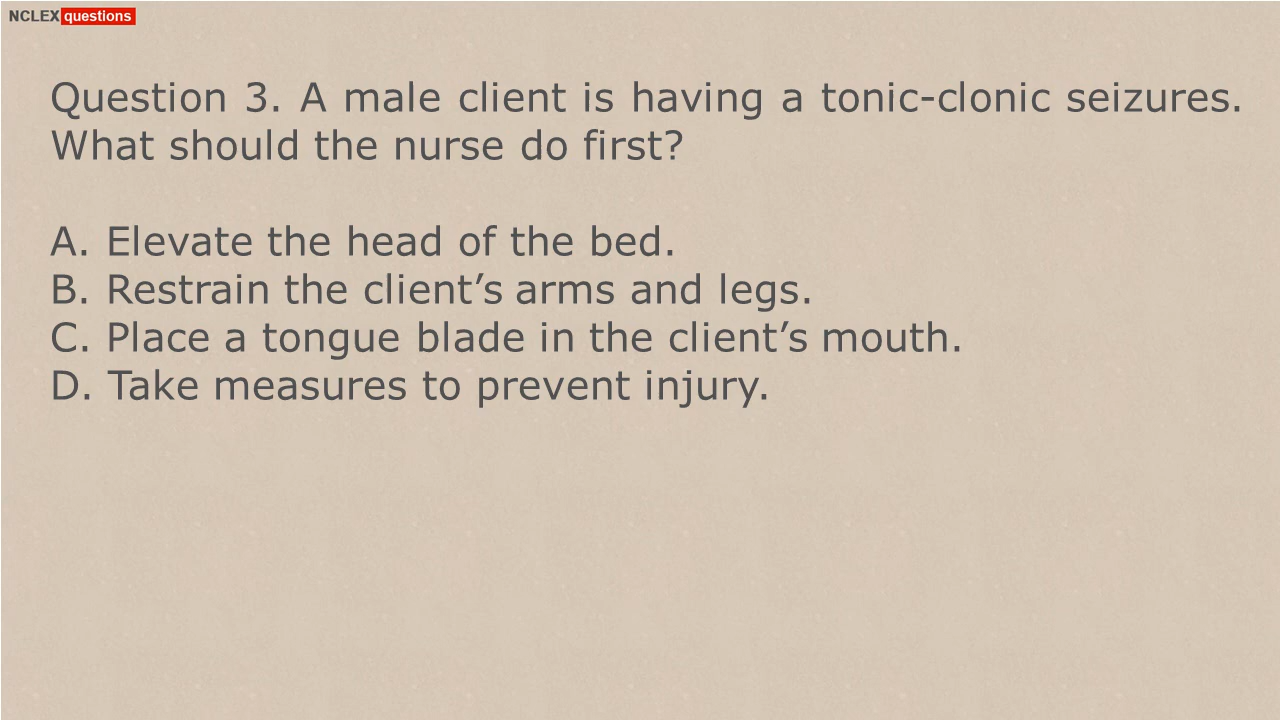 NCLEX questions
Question 3. A male client is having a tonic-clonic seizures.
What should the nurse do first?
A. Elevate the head of the bed.
B. Restrain the client’s arms and legs.
C. Place a tongue blade in the client’s mouth.
D. Take measures to prevent injury.